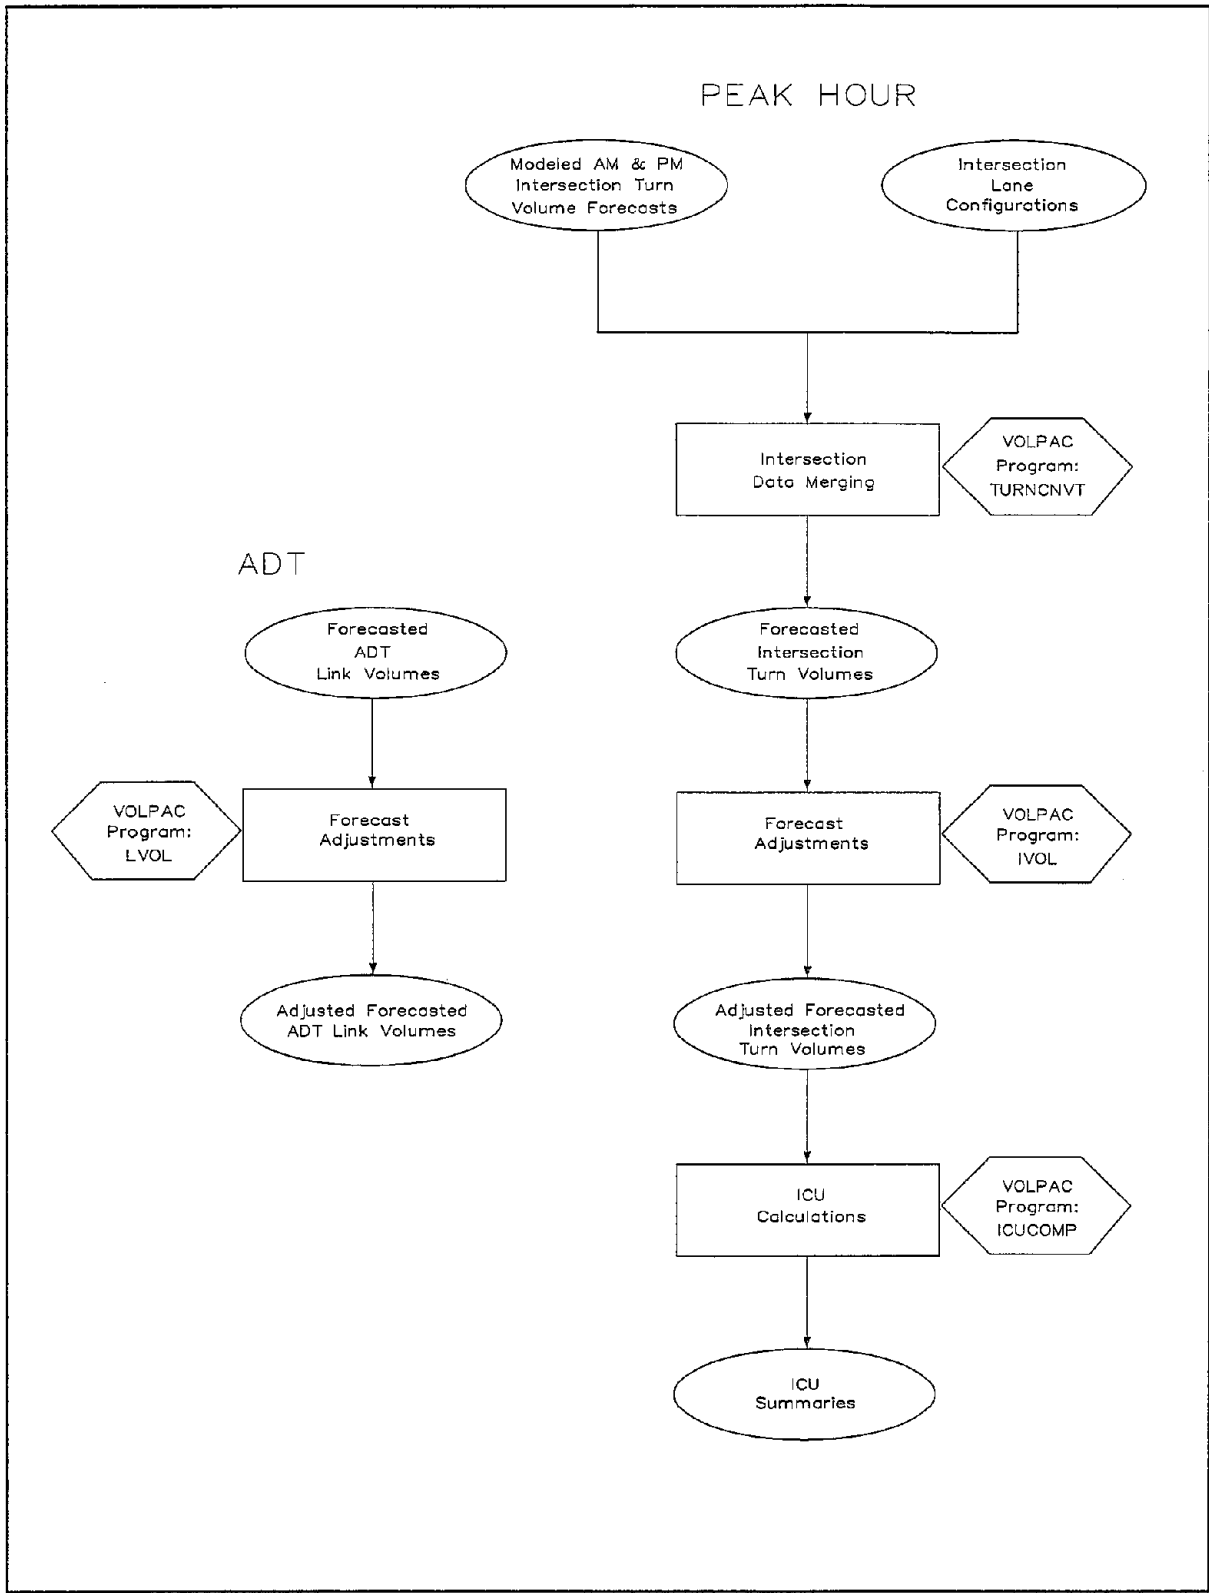 PEAK HOUR
Modeled AM & PM
Intersection Turn
Volume Forecasts
Intersection
Lane
Configurations
Intersection
Data Merging
VOLPAC
Program:
TURNCNVT
ADT
Forecasted
ADT
Link Volumes
Forecasted
Intersection
Turn Volumes
VOLPAC
Program:
LVOL
Forecast
Adjustments
Forecast
Adjustments
VOLPAC
Program:
IVOL
Adjusted Forecasted
ADT Link Volumes
Adjusted Forecasted
Intersection
Turn Volumes
ICU
Calculations
VOLPAC
Program:
ICUCOMP
ICU
Summaries